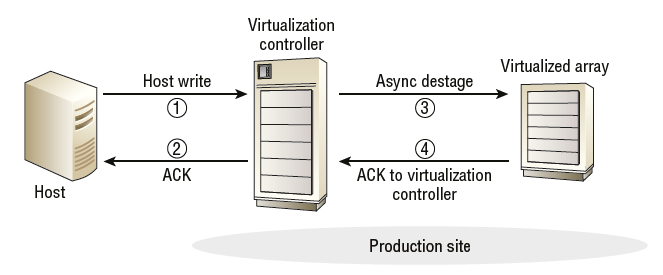 Virtualization
controller
Virtualized array
Host write
①
Async destage
③
②
ACK
④
ACK to virtualization
controller
Host
Production site